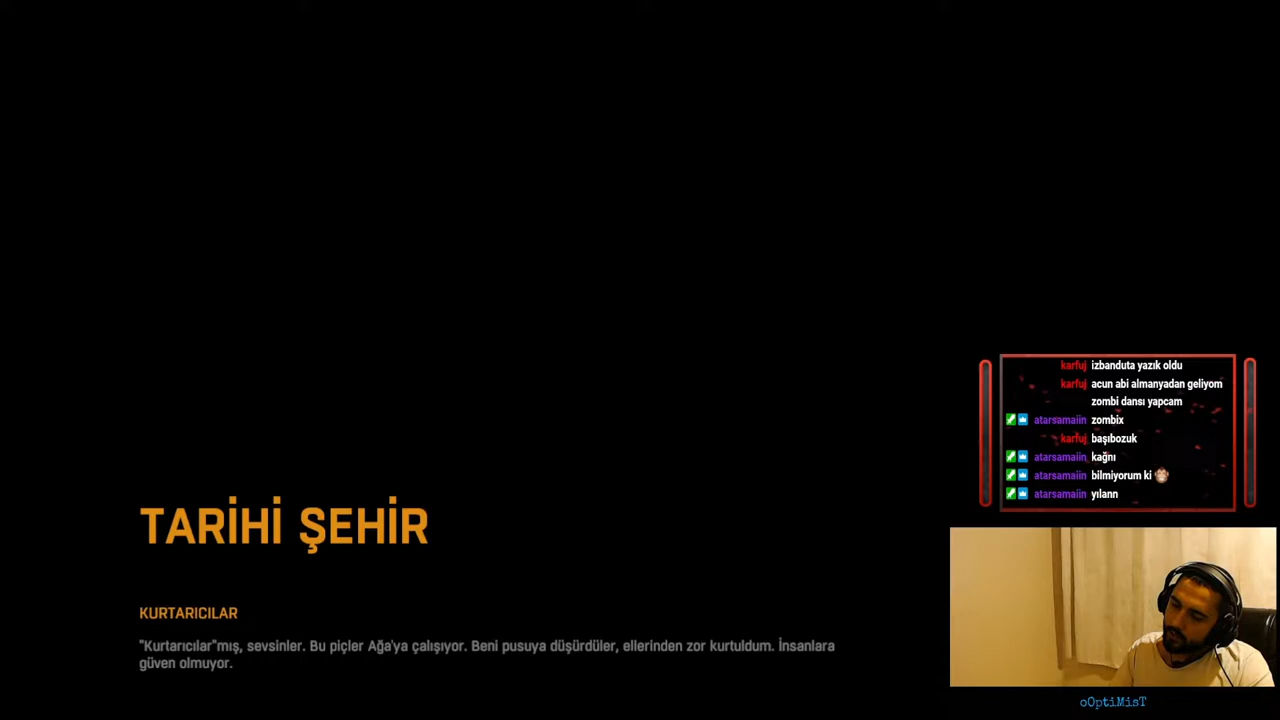 TARİHİ ŞEHİR
KURTARICILAR
"Kurtarıcılar"mış, sevsinler. Bu piçler Ağa'ya çalışıyor. Beni pusuya düşürdüler, ellerinden zor kurtuldum. İnsanlara
güven olmuyor.
karfuj izbanduta yazık oldu
karfuj acun abi almanyadan geliyom
zombi dansı yapcam
atarsamaiin zombix
karfuj başıbozuk
atarsamaiin kağnı
atarsamaiin bilmiyorum ki
atarsamaiin yılann
oOptiMisT